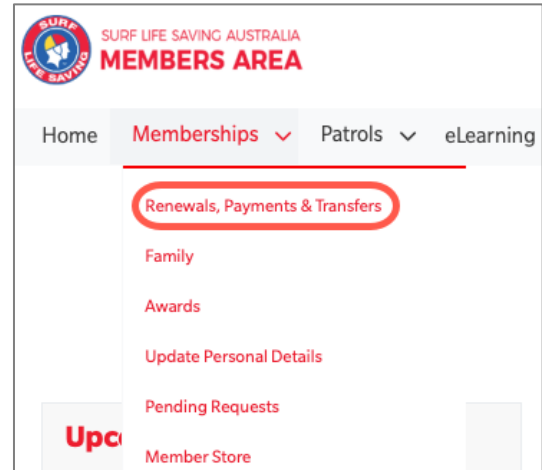 SURF
LIFE SAVING
SURF LIFE SAVING AUSTRALIA
MEMBERS AREA
Home Memberships Patrols eLearning
Renewals, Payments & Transfers
Family
Awards
Update Personal Details
Pending Requests
Upco
Member Store